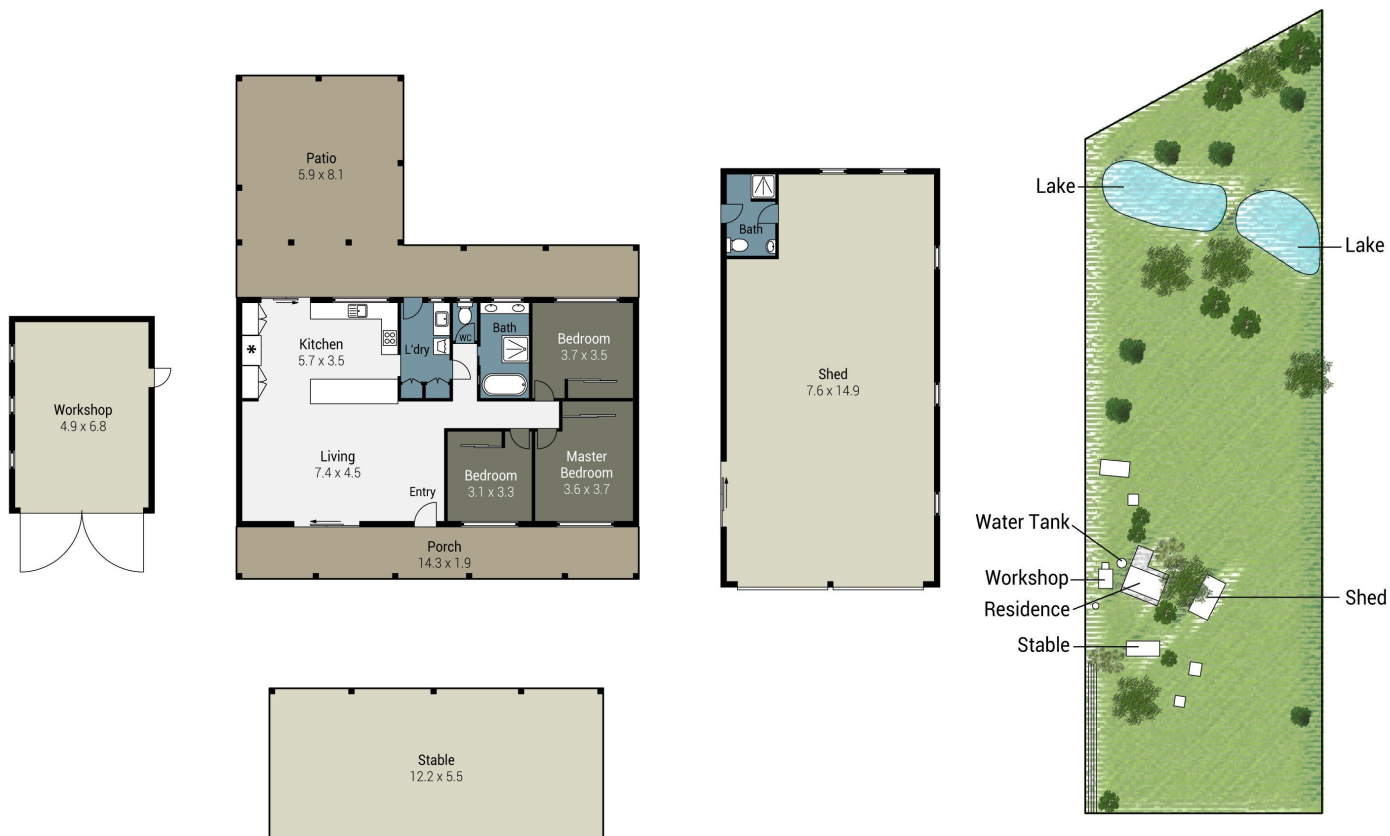 Patio
5.9 x 8.1
Kitchen
5.7 x 3.5
L'dry
WC
Bath
Bedroom
3.7 x 3.5
Living
7.4 x 4.5
Entry
Bedroom
3.1 x 3.3
Master
Bedroom
3.6 x 3.7
Porch
14.3 x 1.9
Workshop
4.9 x 6.8
Bath
Shed
7.6 x 14.9
Stable
12.2 x 5.5
Lake
Lake
Water Tank
Workshop
Residence
Shed
Stable